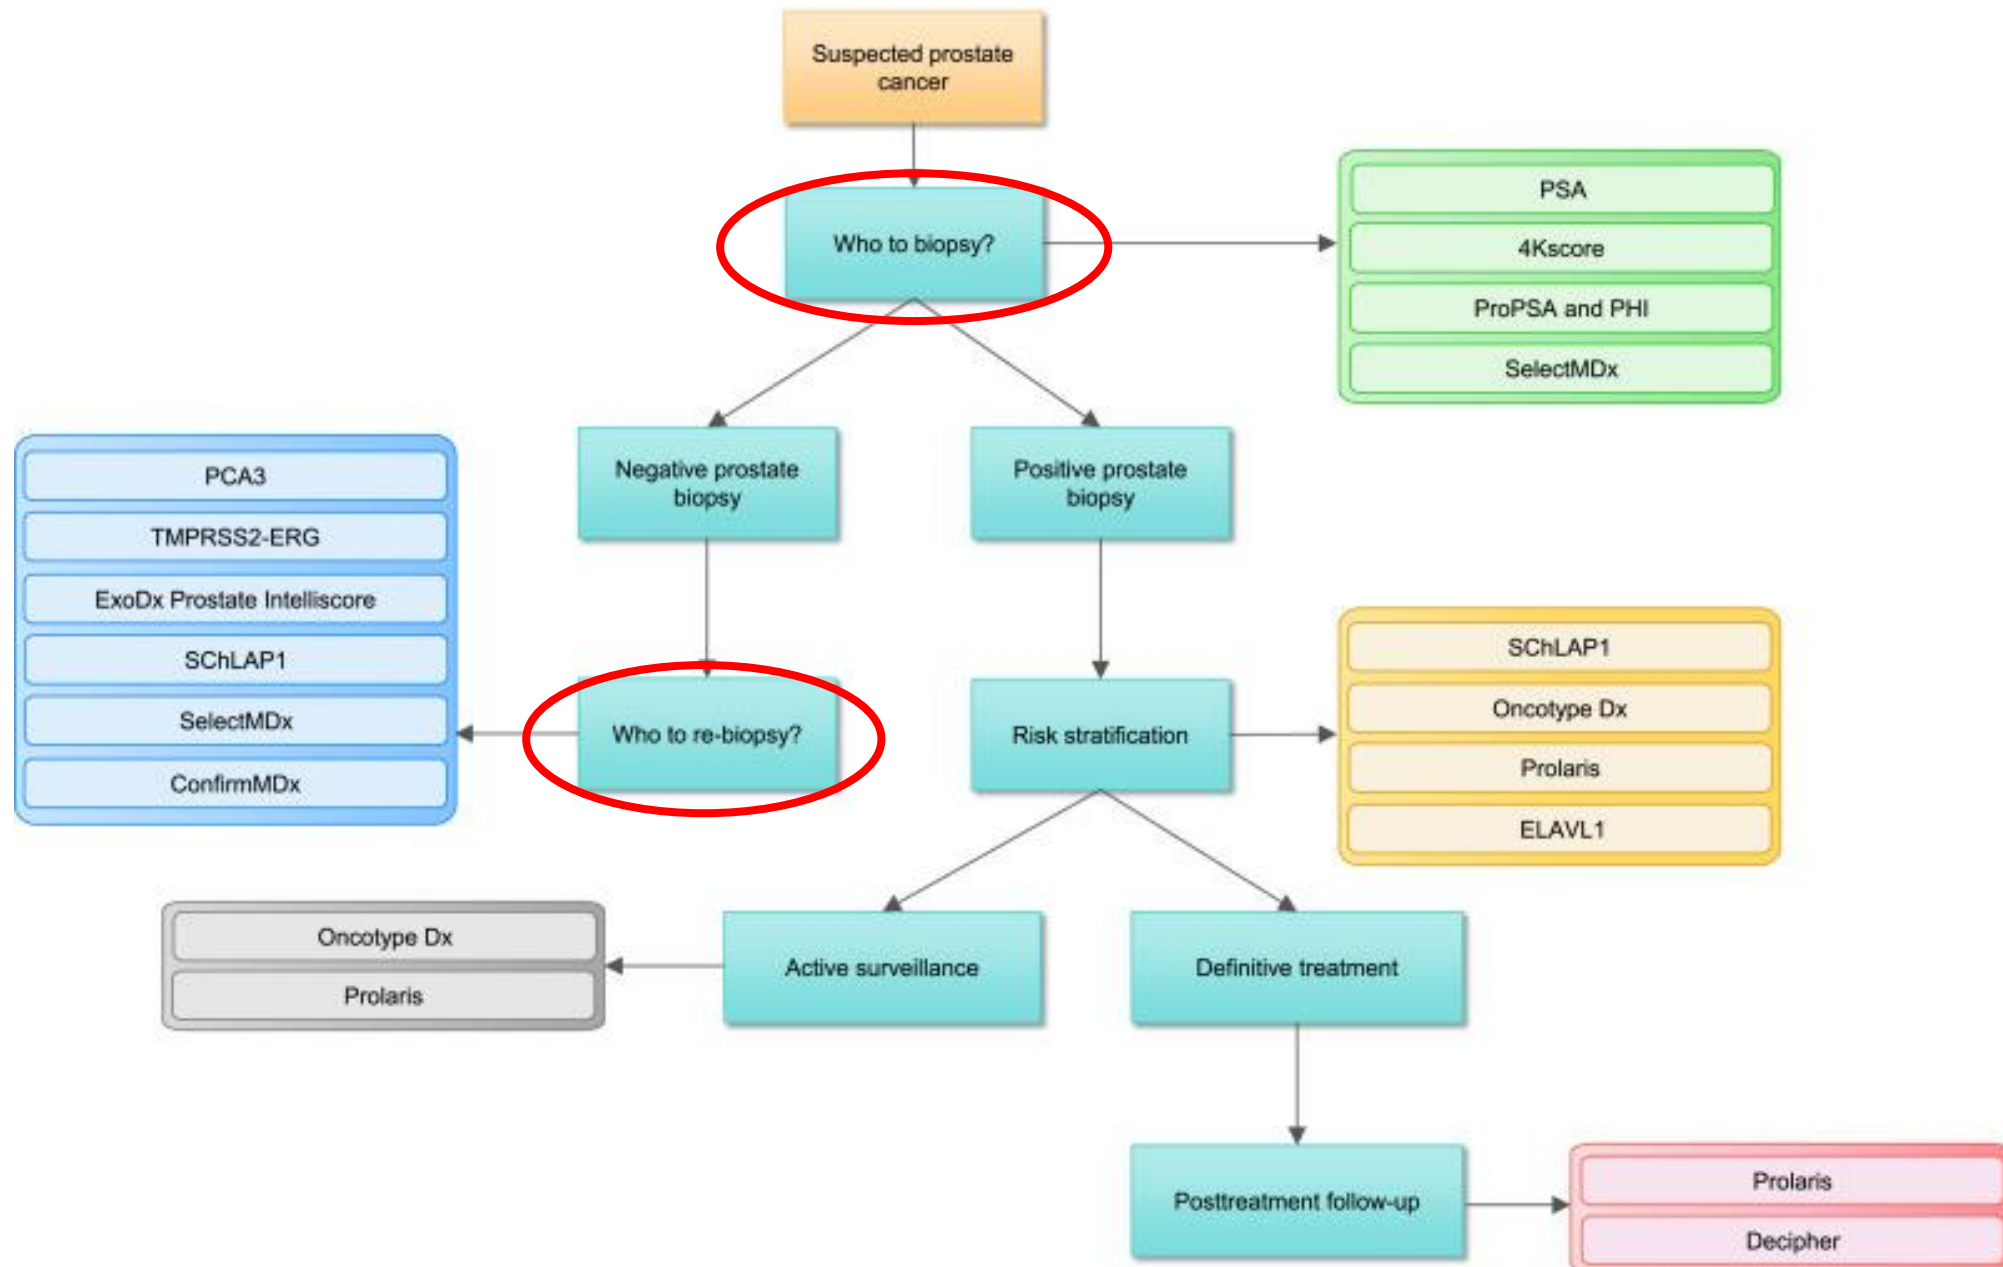 Suspected prostate
cancer
Who to biopsy?
PSA
4Kscore
ProPSA and PHI
SelectMDx
Negative prostate
biopsy
Positive prostate
biopsy
PCA3
TMPRSS2-ERG
ExoDx Prostate Intelliscore
SChLAP1
SelectMDx
ConfirmMDx
Who to re-biopsy?
Risk stratification
SChLAP1
Oncotype Dx
Prolaris
ELAVL1
Oncotype Dx
Prolaris
Active surveillance
Definitive treatment
Posttreatment follow-up
Prolaris
Decipher